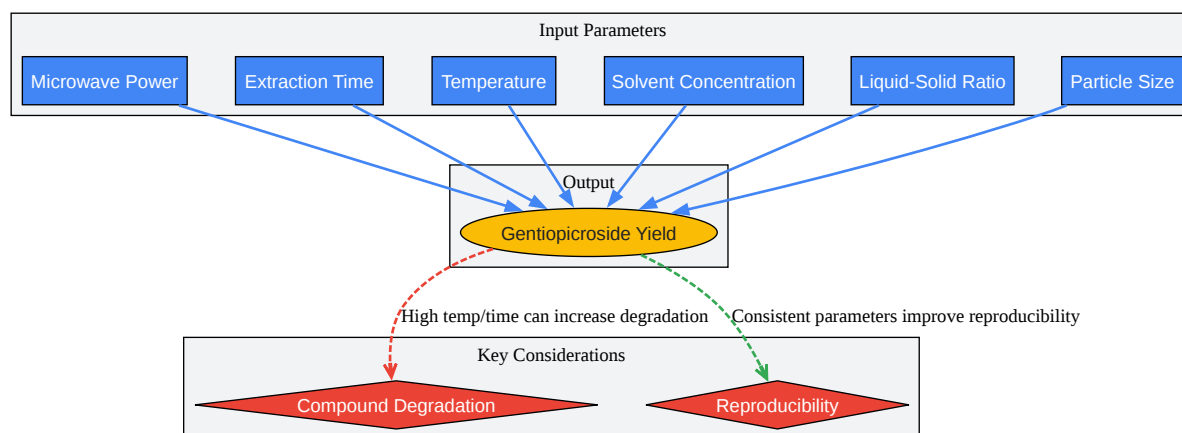 Input Parameters
Microwave Power
Extraction Time
Temperature
Solvent Concentration
Liquid-Solid Ratio
Particle Size
Output
Gentiopicroside Yield
High temp/time can increase degradation
Consistent parameters improve reproducibility
Key Considerations
Compound Degradation
Reproducibility